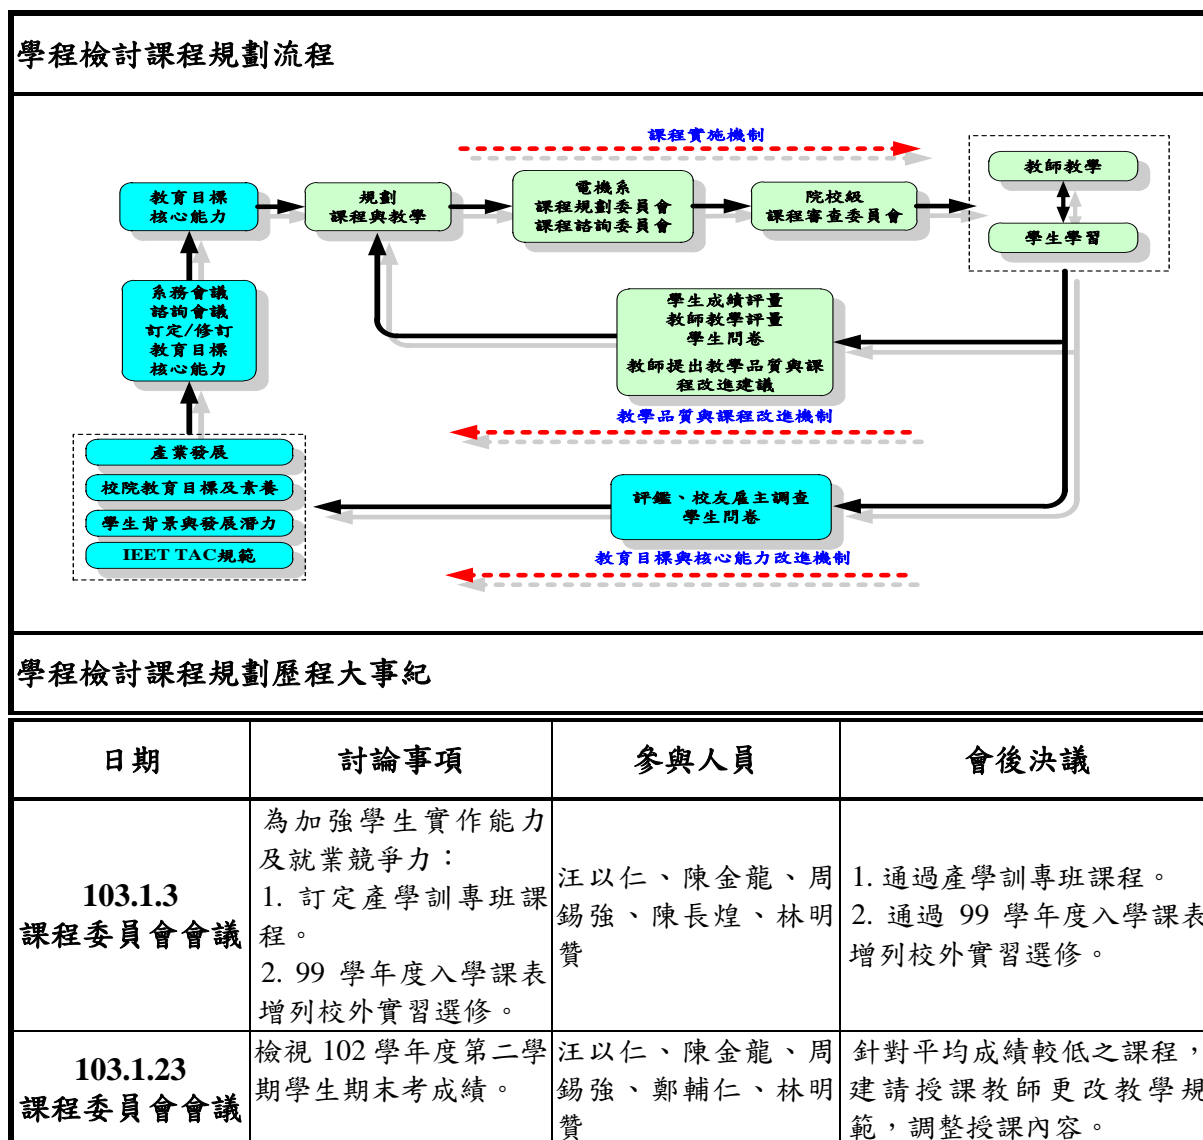 學程檢討課程規劃流程
課程實施機制
教育目標
核心能力
規劃
課程與教學
電機系
課程規劃委員會
課程諮詢委員會
院校級
課程審查委員會
教師教學
學生學習
系務會議
諮詢會議
訂定/修訂
教育目標
核心能力
學生成績評量
教師教學評量
學生問卷
教師提出教學品質與課
程改進建議
教學品質與課程改進機制
產業發展
校院教育目標及素養
學生背景與發展潛力
IEET TAC規範
評鑑、校友雇主調查
學生問卷
教育目標與核心能力改進機制
學程檢討課程規劃歷程大事紀
日期
討論事項
參與人員
會後決議
103.1.3
課程委員會會議
為加強學生實作能力
及就業競爭力：
1. 訂定產學訓專班課
程。
2. 99 學年度入學課表
增列校外實習選修。
汪以仁、陳金龍、周
錫強、陳長煌、林明
贊
1. 通過產學訓專班課程。
2. 通過 99 學年度入學課表
增列校外實習選修。
103.1.23
課程委員會會議
檢視 102 學年度第二學
期學生期末考成績。
汪以仁、陳金龍、周
錫強、鄭輔仁、林明
贊
針對平均成績較低之課程，
建請授課教師更改教學規
範，調整授課內容。